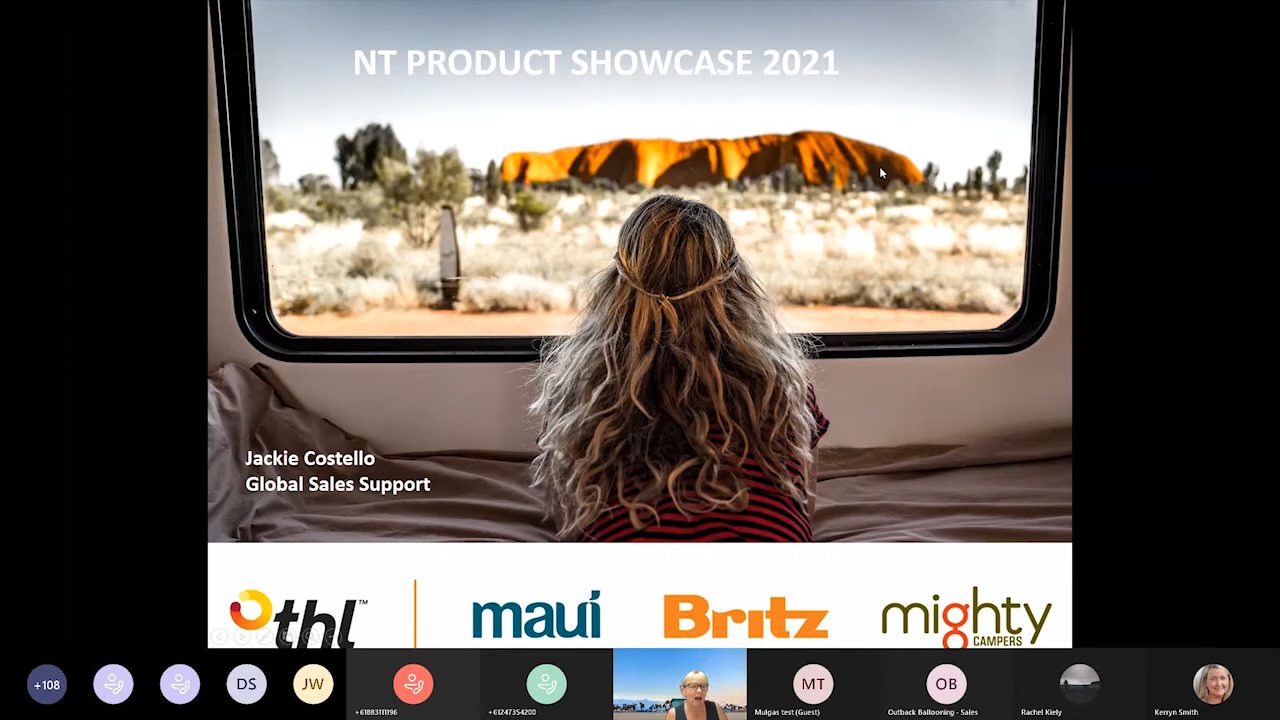 NT PRODUCT SHOWCASE 2021
Jackie Costello
Global Sales Support
thl™
maui
Britz
mighty
CAMPERS
+108
DS
JW
MT
OB
+61883111196
+61247354200
Mulgas test (Guest)
Outback Ballooning - Sales
Rachel Kiely
Kerryn Smith